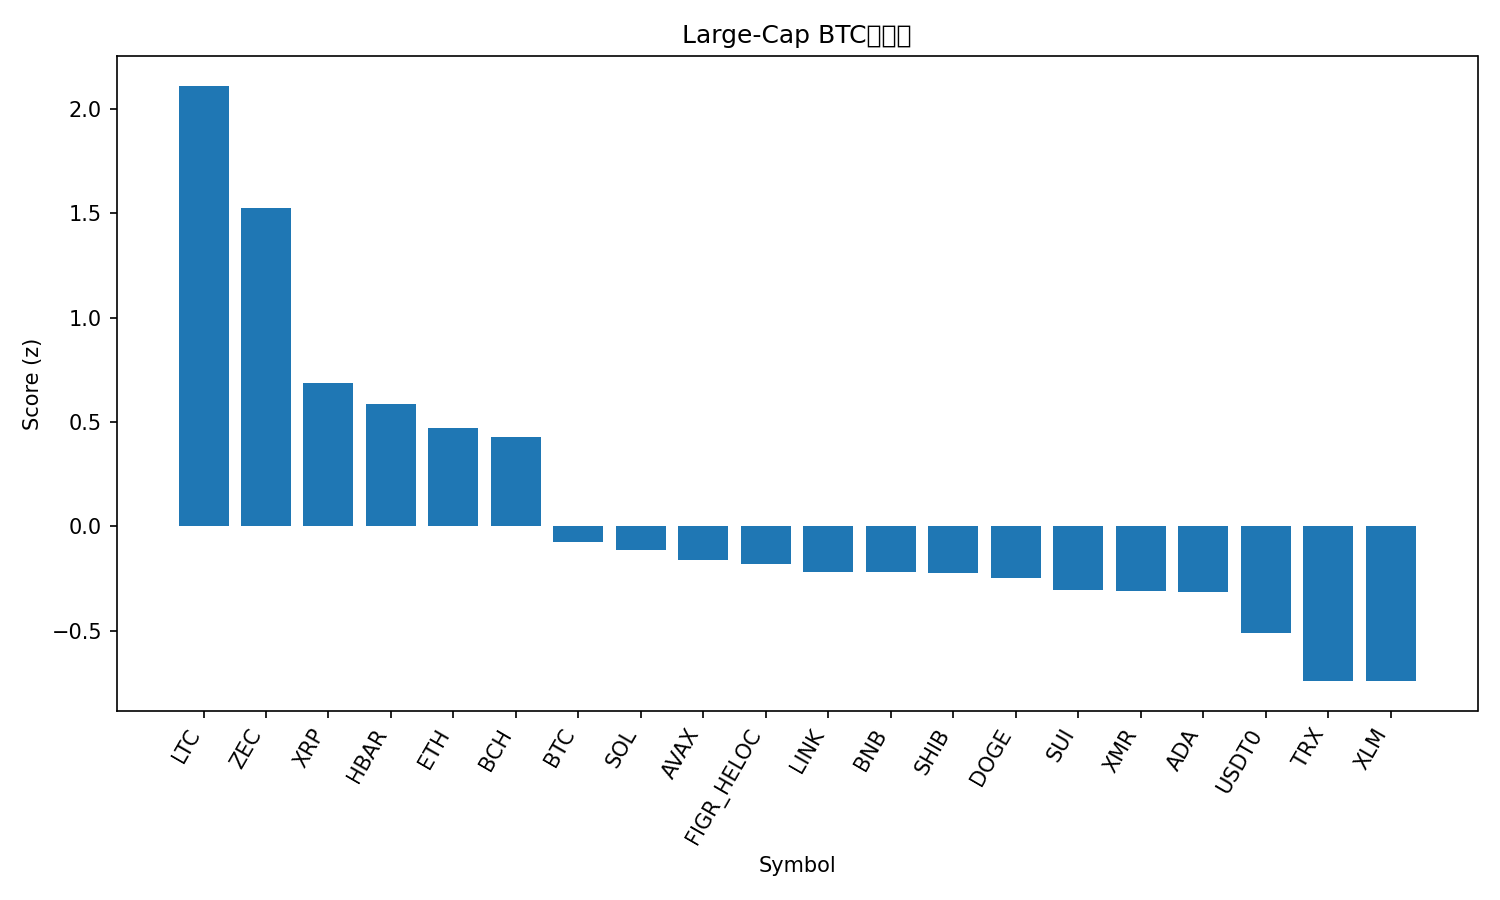 Large-Cap BTC
Score (z)
2.0
1.5
1.0
0.5
0.0
−0.5
LTC
ZEC
XRP
HBAR
ETH
BCH
BTC
SOL
AVAX
FIGR_HELOC
LINK
BNB
SHIB
DOGE
SUI
XMR
ADA
USDT0
TRX
XLM
Symbol